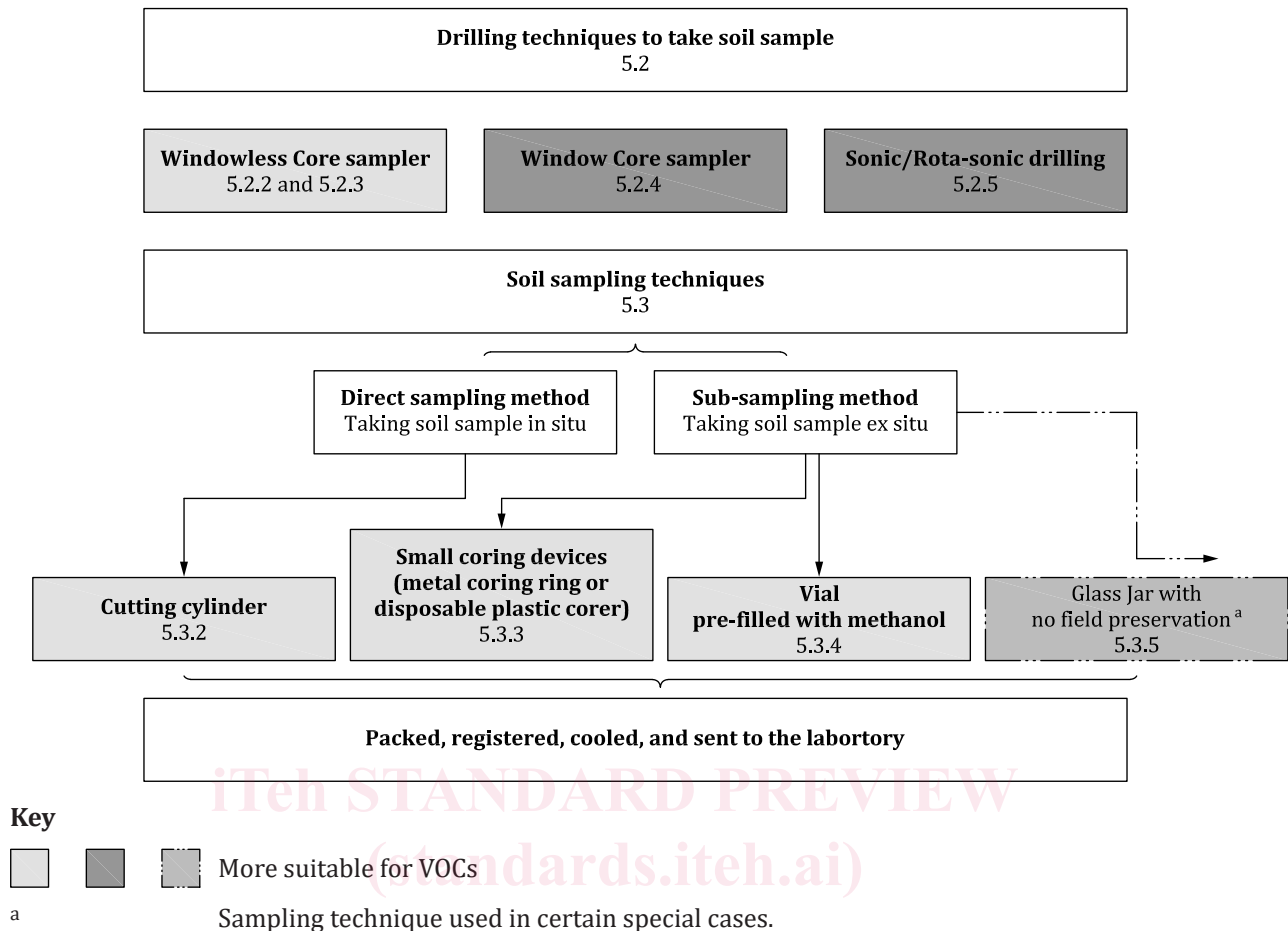 Drilling techniques to take soil sample
5.2
Windowless Core sampler
5.2.2 and 5.2.3
Window Core sampler
5.2.4
Sonic/Rota-sonic drilling
5.2.5
Soil sampling techniques
5.3
Direct sampling method
Taking soil sample in situ
Sub-sampling method
Taking soil sample ex situ
Cutting cylinder
5.3.2
Small coring devices
(metal coring ring or
disposable plastic corer)
5.3.3
Vial
pre-filled with methanol
5.3.4
Glass Jar with
no field preservation a
5.3.5
Packed, registered, cooled, and sent to the labortory
iTeh STANDARD PREVIEW
(standards.iteh.ai)
Key
More suitable for VOCs
a Sampling technique used in certain special cases.